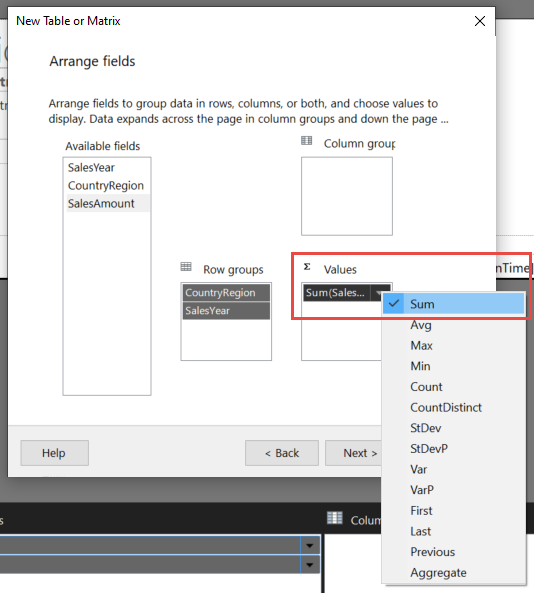 New Table or Matrix
Arrange fields
Arrange fields to group data in rows, columns, or both, and choose values to
display. Data expands across the page in column groups and down the page ...
Available fields
Column group
SalesYear
CountryRegion
SalesAmount
Row groups
Σ Values
mTime]
CountryRegion
SalesYear
Sum(Sales...
Sum
Avg
Max
Min
Count
CountDistinct
StDev
StDevP
Var
VarP
First
Last
Previous
Aggregate
Help
< Back
Next >
s
Colum